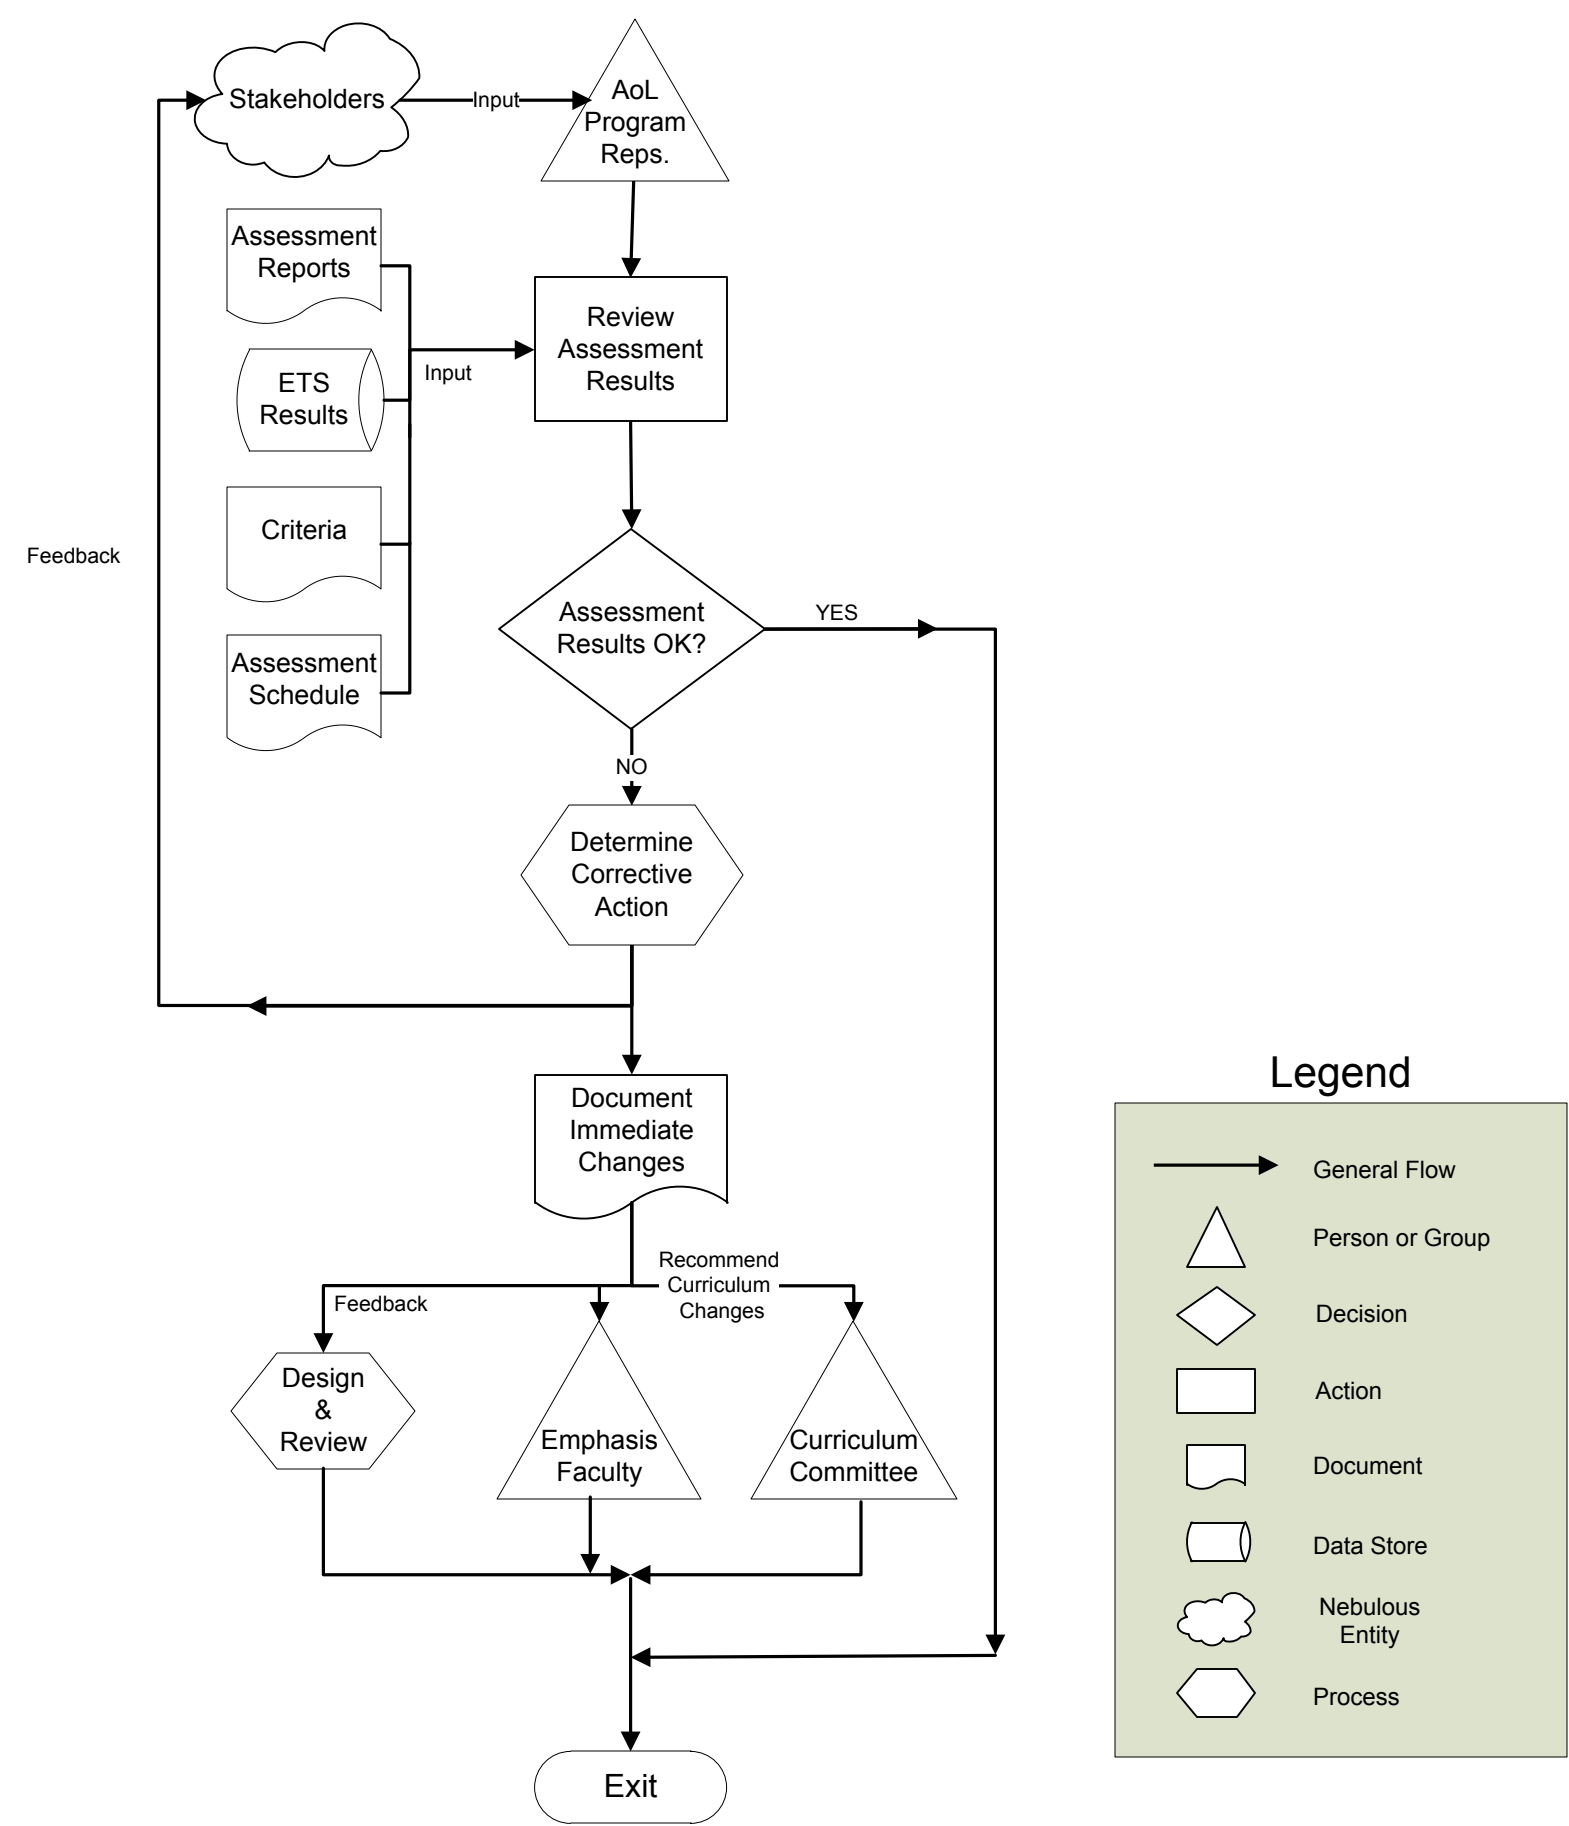 Stakeholders
Input
AoL
Program
Reps.
Assessment
Reports
Review
Assessment
Results
Input
ETS
Results
Criteria
Feedback
Assessment
Schedule
Assessment
Results OK?
YES
NO
Determine
Corrective
Action
Document
Immediate
Changes
Recommend
Curriculum
Changes
Feedback
Design
&
Review
Emphasis
Faculty
Curriculum
Committee
Exit
Legend
General Flow
Person or Group
Decision
Action
Document
Data Store
Nebulous
Entity
Process